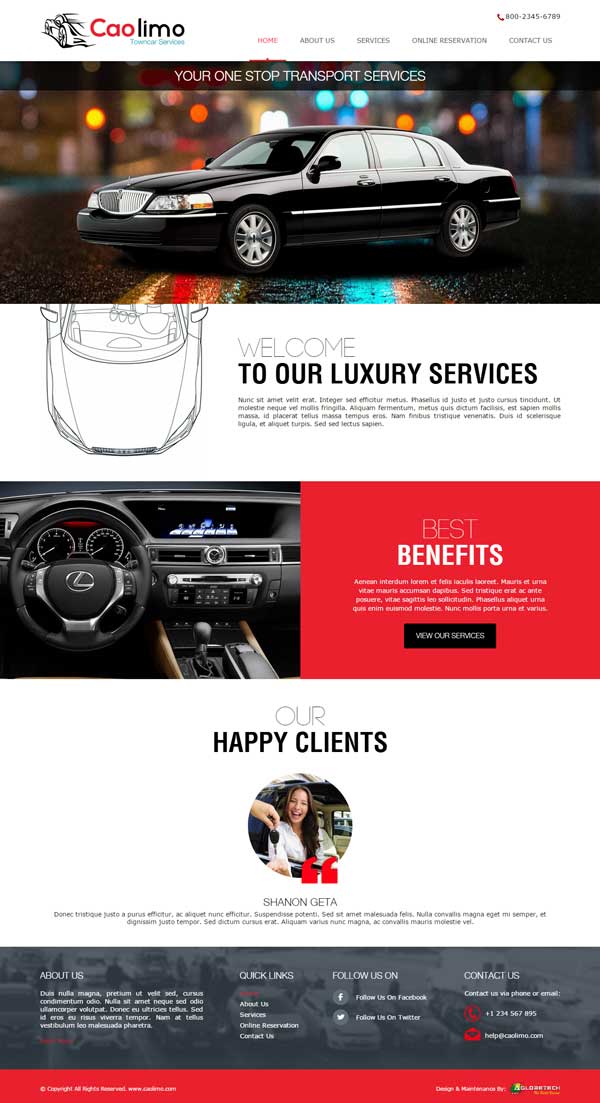 Caolimo
Towncar Services
800-2345-6789
HOME ABOUT US SERVICES ONLINE RESERVATION CONTACT US
YOUR ONE STOP TRANSPORT SERVICES
WELCOME
TO OUR LUXURY SERVICES
Nunc sit amet velit erat. Integer sed efficitur metus. Phasellus id justo et justo cursus tincidunt. Ut
molestie neque vel mollis fringilla. Aliquam fermentum, metus quis dictum facilisis, est sapien mollis
massa, id placerat tellus massa tempus eros. Nam finibus tristique venenatis. Duis id scelerisque
ligula, et aliquet turpis. Sed sed lectus sapien.
BEST
BENEFITS
Aenean interdum lorem et felis iaculis laoreet. Mauris et urna
vitae mauris accumsan dapibus. Sed tristique erat ac ante
posuere, vitae sagittis leo sollicitudin. Phasellus aliquet urna
quis enim euismod molestie. Nunc mollis porta urna et varius.
VIEW OUR SERVICES
OUR
HAPPY CLIENTS
SHANON GETA
Donec tristique justo a purus efficitur, ac aliquet nunc efficitur. Suspendisse potenti. Sed sit amet malesuada felis. Nulla convallis magna eget mi semper, et
dignissim justo tempor. Sed dictum cursus erat. Aliquam varius nunc magna, ac convallis mauris molestie vel.
ABOUT US
Duis nulla magna, pretium ut velit sed, cursus
condimentum odio. Nulla sit amet neque sed odio
ullamcorper volutpat. Donec eu ultricies tellus. Sed
id eros eu risus viverra tempor. Nam at tellus
vestibulum leo malesuada pharetra.
QUICK LINKS
Home
About Us
Services
Online Reservation
Contact Us
FOLLOW US ON
Follow Us On Facebook
Follow Us On Twitter
CONTACT US
Contact us via phone or email:
+1 234 567 895
help@caolimo.com
© Copyright All Rights Reserved. www.caolimo.com
Design & Maintenance By: